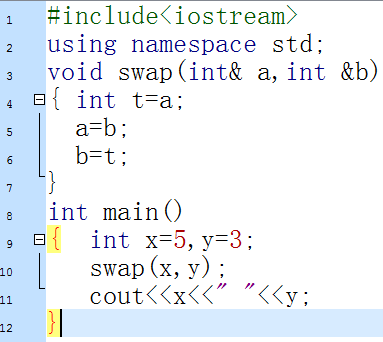 1 #include<iostream>
2 using namespace std;
3 void swap(int& a,int &b)
4 { int t=a;
5 a=b;
6 b=t;
7 }
8 int main()
9 { int x=5,y=3;
10 swap(x,y);
11 cout<<x<<" "<<y;
12 }